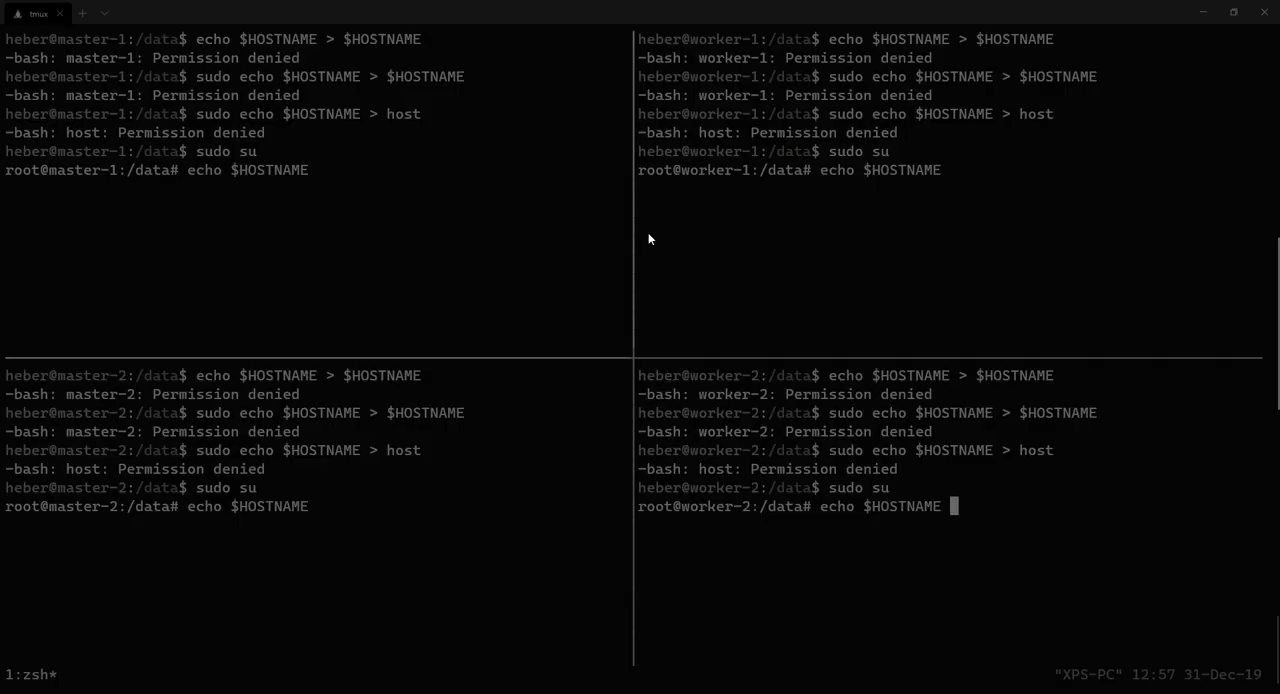 tmux
heber@master-1:/data$ echo $HOSTNAME > $HOSTNAME
-bash: master-1: Permission denied
heber@master-1:/data$ sudo echo $HOSTNAME > $HOSTNAME
-bash: master-1: Permission denied
heber@master-1:/data$ sudo echo $HOSTNAME > host
-bash: host: Permission denied
heber@master-1:/data$ sudo su
root@master-1:/data# echo $HOSTNAME
heber@worker-1:/data$ echo $HOSTNAME > $HOSTNAME
-bash: worker-1: Permission denied
heber@worker-1:/data$ sudo echo $HOSTNAME > $HOSTNAME
-bash: worker-1: Permission denied
heber@worker-1:/data$ sudo echo $HOSTNAME > host
-bash: host: Permission denied
heber@worker-1:/data$ sudo su
root@worker-1:/data# echo $HOSTNAME
heber@master-2:/data$ echo $HOSTNAME > $HOSTNAME
-bash: master-2: Permission denied
heber@master-2:/data$ sudo echo $HOSTNAME > $HOSTNAME
-bash: master-2: Permission denied
heber@master-2:/data$ sudo echo $HOSTNAME > host
-bash: host: Permission denied
heber@master-2:/data$ sudo su
root@master-2:/data# echo $HOSTNAME
heber@worker-2:/data$ echo $HOSTNAME > $HOSTNAME
-bash: worker-2: Permission denied
heber@worker-2:/data$ sudo echo $HOSTNAME > $HOSTNAME
-bash: worker-2: Permission denied
heber@worker-2:/data$ sudo echo $HOSTNAME > host
-bash: host: Permission denied
heber@worker-2:/data$ sudo su
root@worker-2:/data# echo $HOSTNAME
1:zsh* "XPS-PC" 12:57 31-Dec-19